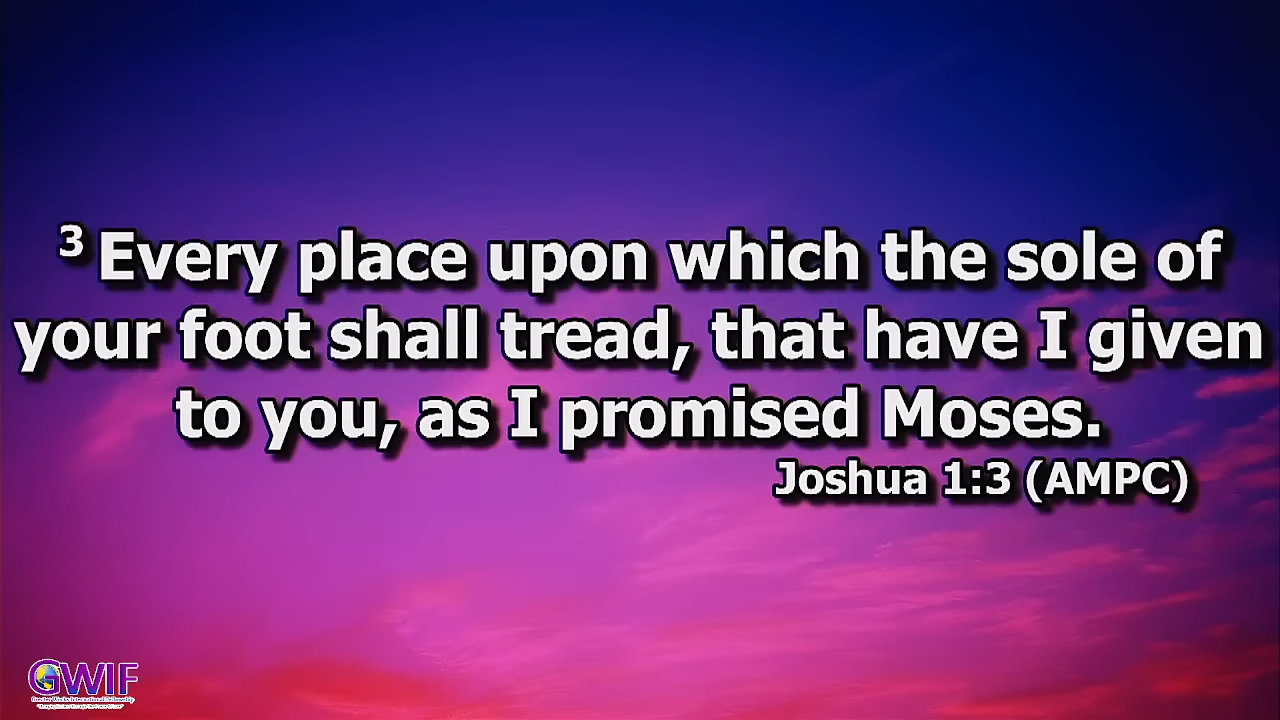 ³ Every place upon which the sole of
your foot shall tread, that have I given
to you, as I promised Moses.
Joshua 1:3 (AMPC)
GWIF